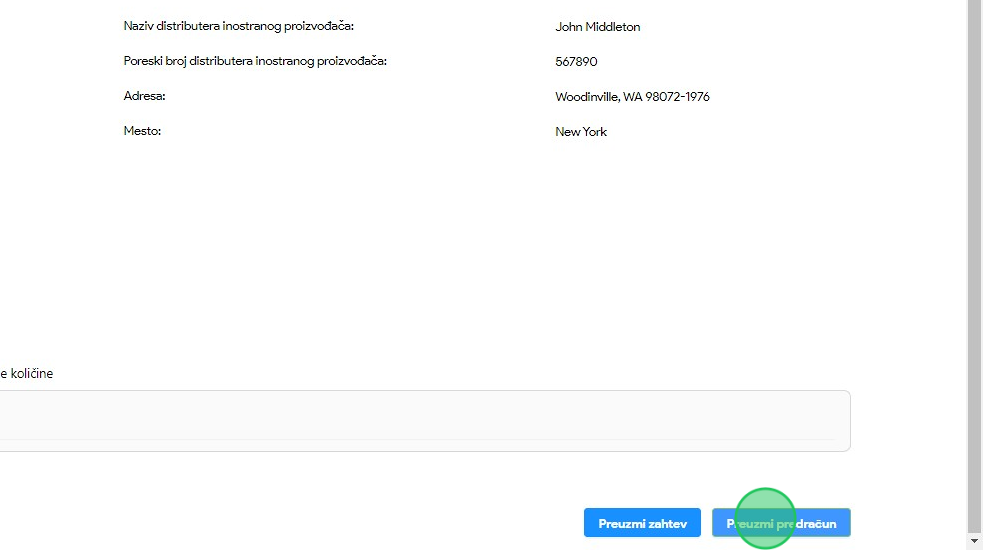 Naziv distributera inostranog proizvođača: John Middleton
Poreski broj distributera inostranog proizvođača: 567890
Adresa: Woodinville, WA 98072-1976
Mesto: New York
e količine
Preuzmi zahtev Preuzmi predračun